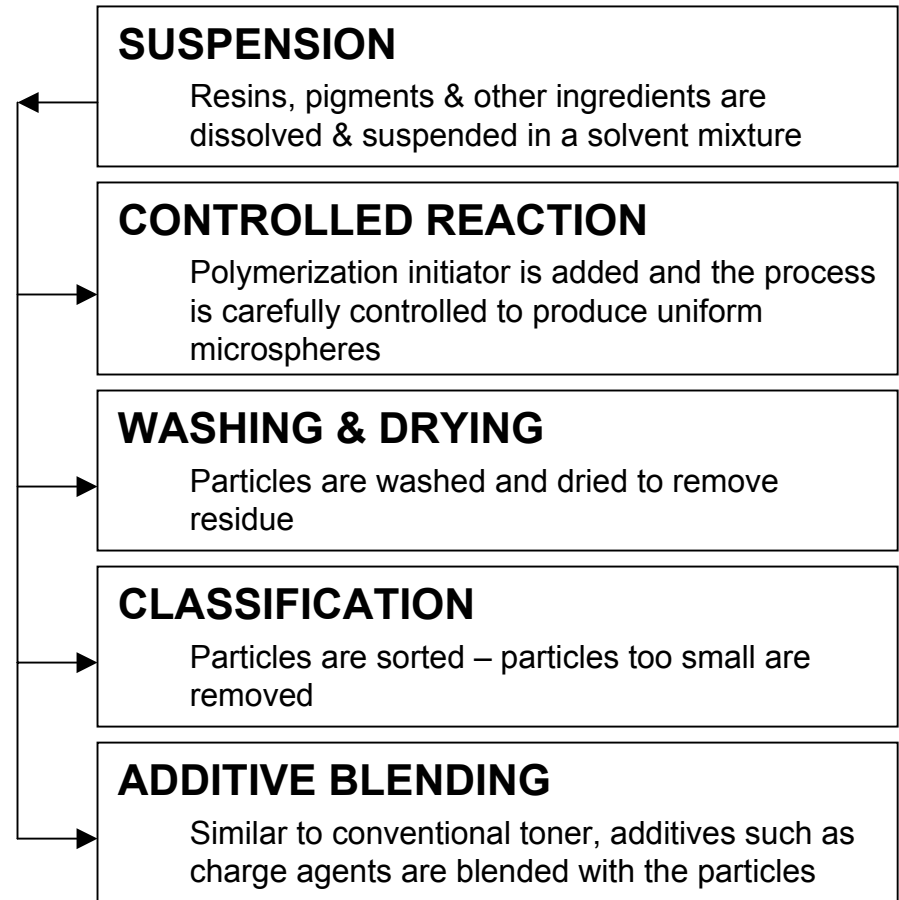 SUSPENSION
Resins, pigments & other ingredients are
dissolved & suspended in a solvent mixture
CONTROLLED REACTION
Polymerization initiator is added and the process
is carefully controlled to produce uniform
microspheres
WASHING & DRYING
Particles are washed and dried to remove
residue
CLASSIFICATION
Particles are sorted – particles too small are
removed
ADDITIVE BLENDING
Similar to conventional toner, additives such as
charge agents are blended with the particles